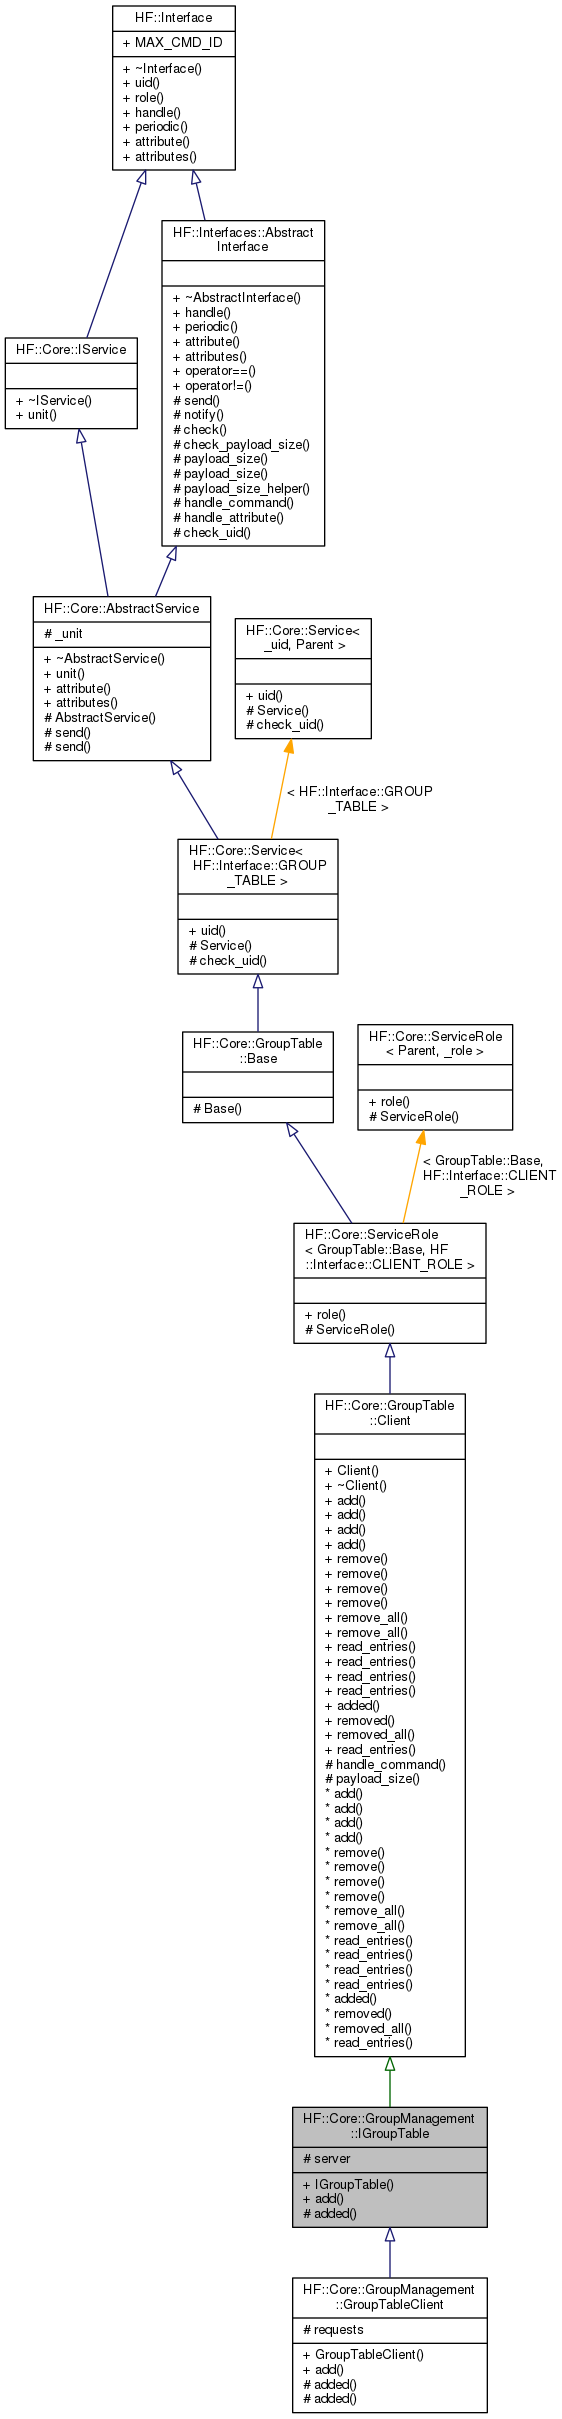 HF::Interface
+ MAX_CMD_ID
+ ~Interface()
+ uid()
+ role()
+ handle()
+ periodic()
+ attribute()
+ attributes()
HF::Interfaces::Abstract
Interface
+ ~AbstractInterface()
+ handle()
+ periodic()
+ attribute()
+ attributes()
+ operator==()
+ operator!=()
# send()
# notify()
# check()
# check_payload_size()
# payload_size()
# payload_size()
# payload_size_helper()
# handle_command()
# handle_attribute()
# check_uid()
HF::Core::IService
+ ~IService()
+ unit()
HF::Core::AbstractService
# _unit
+ ~AbstractService()
+ unit()
+ attribute()
+ attributes()
# AbstractService()
# send()
# send()
HF::Core::Service<
_uid, Parent >
+ uid()
# Service()
# check_uid()
< HF::Interface::GROUP
_TABLE >
HF::Core::Service<
HF::Interface::GROUP
_TABLE >
+ uid()
# Service()
# check_uid()
HF::Core::GroupTable
::Base
# Base()
HF::Core::ServiceRole
< Parent, _role >
+ role()
# ServiceRole()
< GroupTable::Base,
HF::Interface::CLIENT
_ROLE >
HF::Core::ServiceRole
< GroupTable::Base, HF
::Interface::CLIENT_ROLE >
+ role()
# ServiceRole()
HF::Core::GroupTable
::Client
+ Client()
+ ~Client()
+ add()
+ add()
+ add()
+ add()
+ remove()
+ remove()
+ remove()
+ remove()
+ remove_all()
+ remove_all()
+ read_entries()
+ read_entries()
+ read_entries()
+ read_entries()
+ added()
+ removed()
+ removed_all()
+ read_entries()
# handle_command()
# payload_size()
* add()
* add()
* add()
* add()
* remove()
* remove()
* remove()
* remove()
* remove_all()
* remove_all()
* read_entries()
* read_entries()
* read_entries()
* read_entries()
* added()
* removed()
* removed_all()
* read_entries()
HF::Core::GroupManagement
::IGroupTable
# server
+ IGroupTable()
+ add()
# added()
HF::Core::GroupManagement
::GroupTableClient
# requests
+ GroupTableClient()
+ add()
# added()
# added()